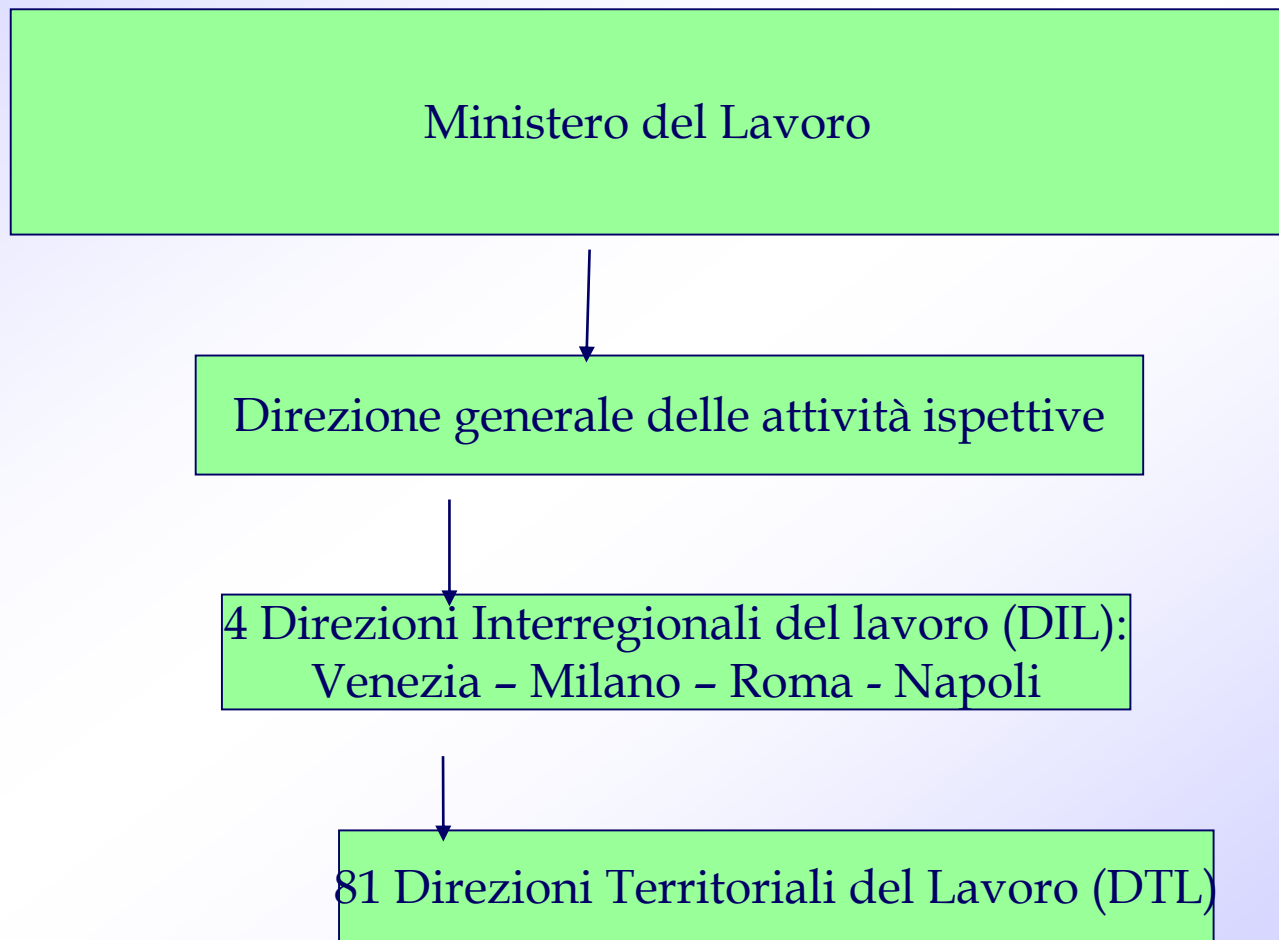 Ministero del Lavoro
Direzione generale delle attività ispettive
4 Direzioni Interregionali del lavoro (DIL):
Venezia – Milano – Roma - Napoli
81 Direzioni Territoriali del Lavoro (DTL)